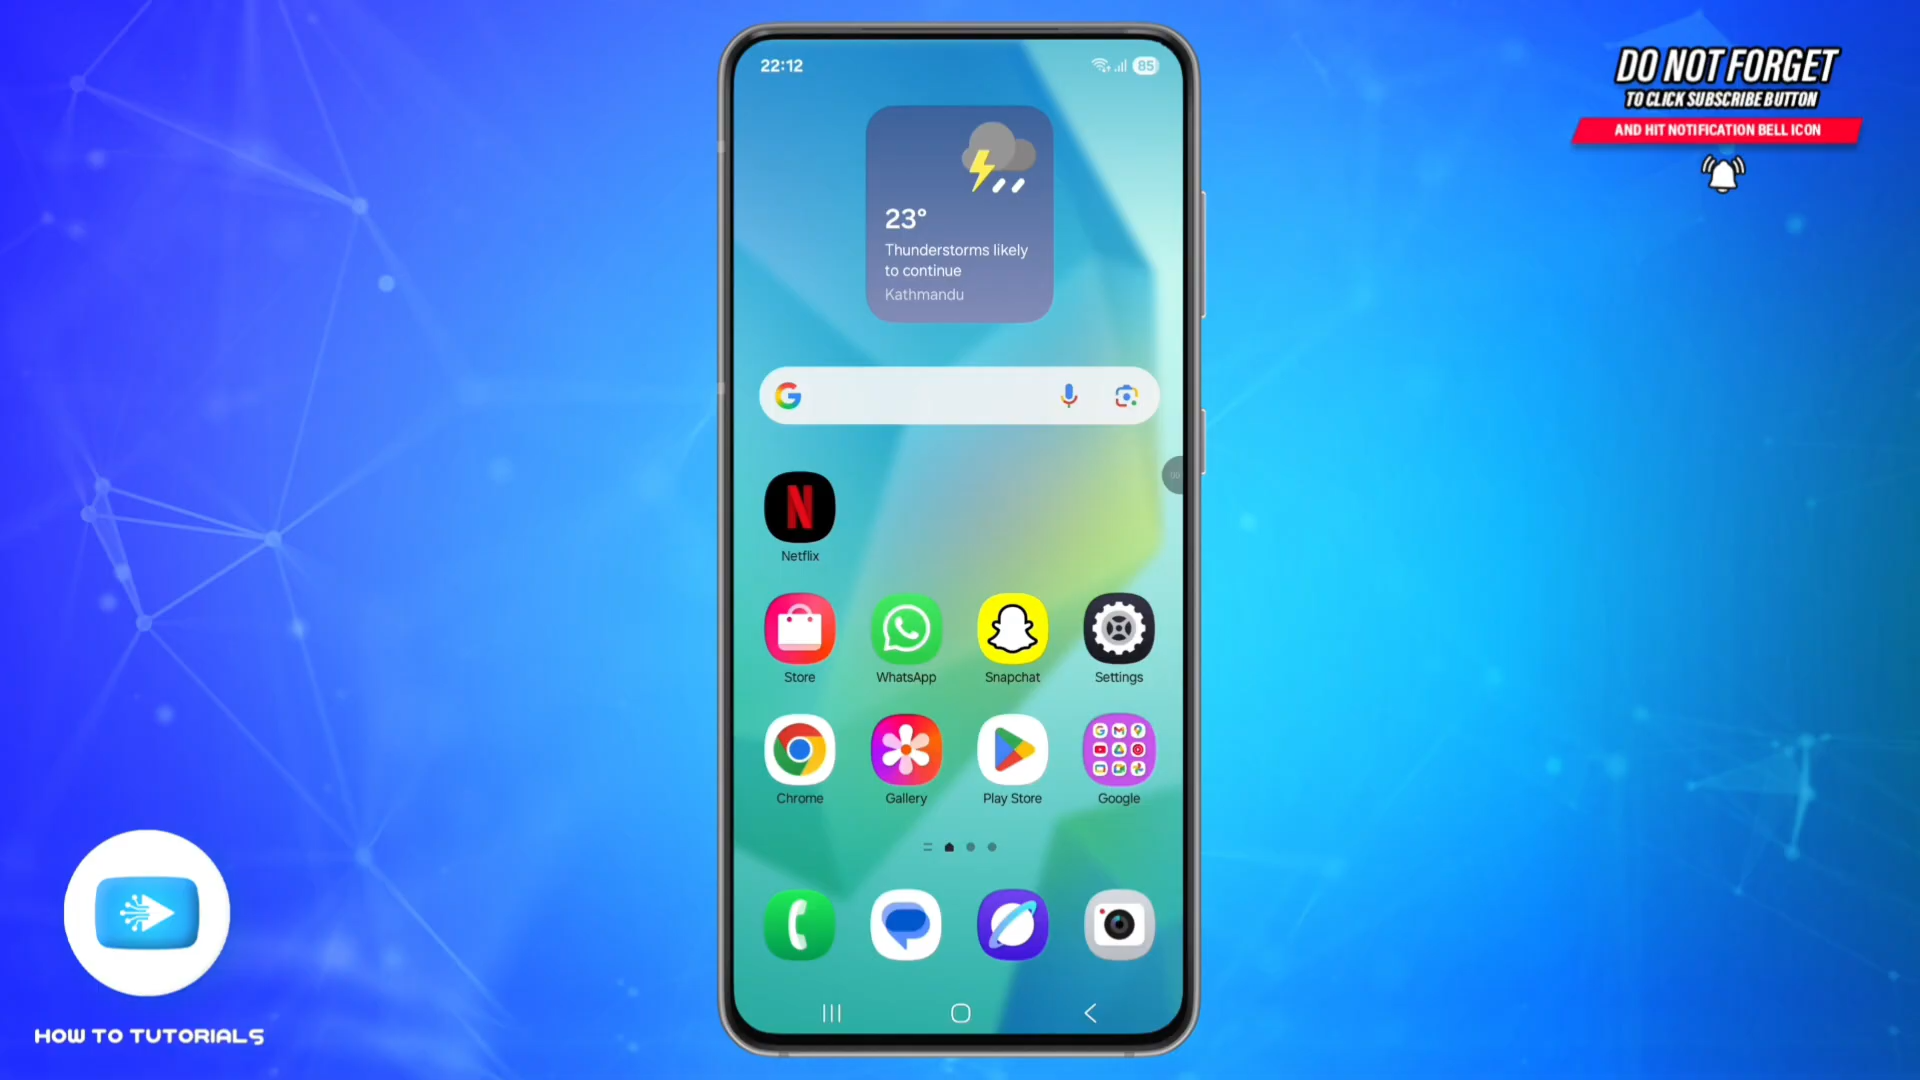 22:12
85
DO NOT FORGET
TO CLICK SUBSCRIBE BUTTON
AND HIT NOTIFICATION BELL ICON
23°
Thunderstorms likely
to continue
Kathmandu
Netflix
Store
WhatsApp
Snapchat
Settings
Chrome
Gallery
Play Store
Google
HOW TO TUTORIALS